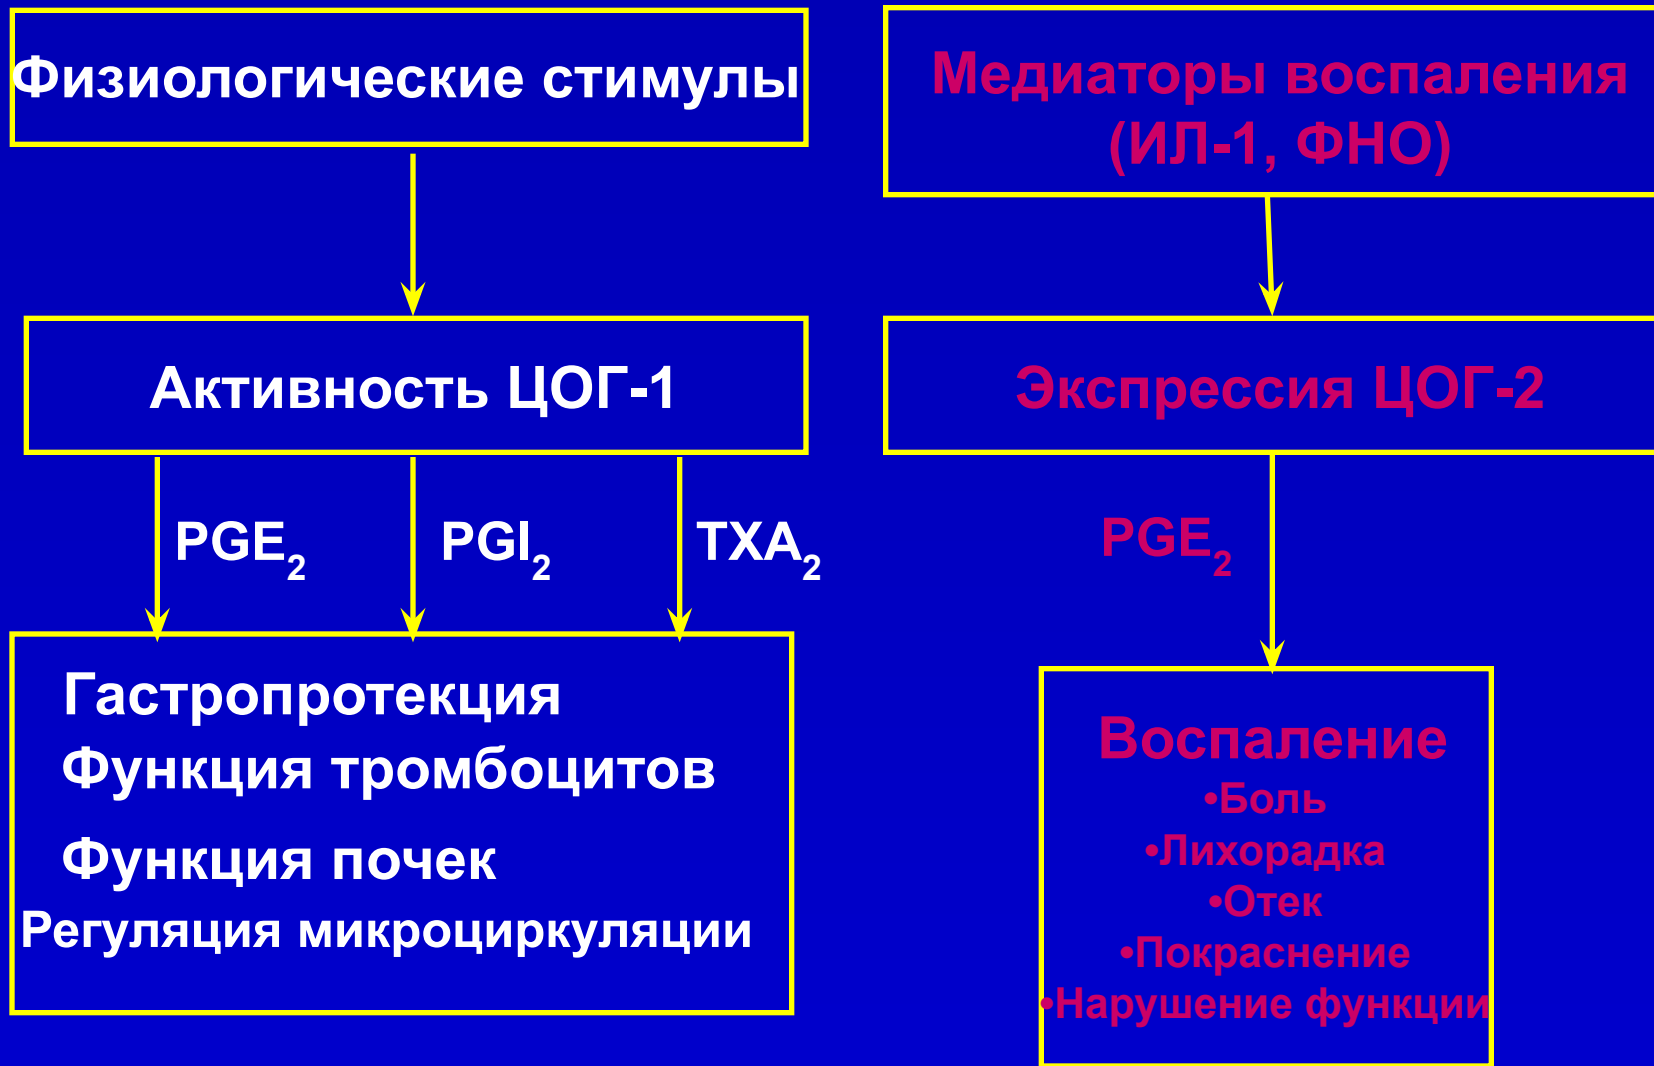 Физиологические стимулы
Активность ЦОГ-1
PGE2 PGI2 TXA2
Гастропротекция
Функция тромбоцитов
Функция почек
Регуляция микроциркуляции
Медиаторы воспаления
(ИЛ-1, ФНО)
Экспрессия ЦОГ-2
PGE2
Воспаление
•Боль
•Лихорадка
•Отек
•Покраснение
•Нарушение функции